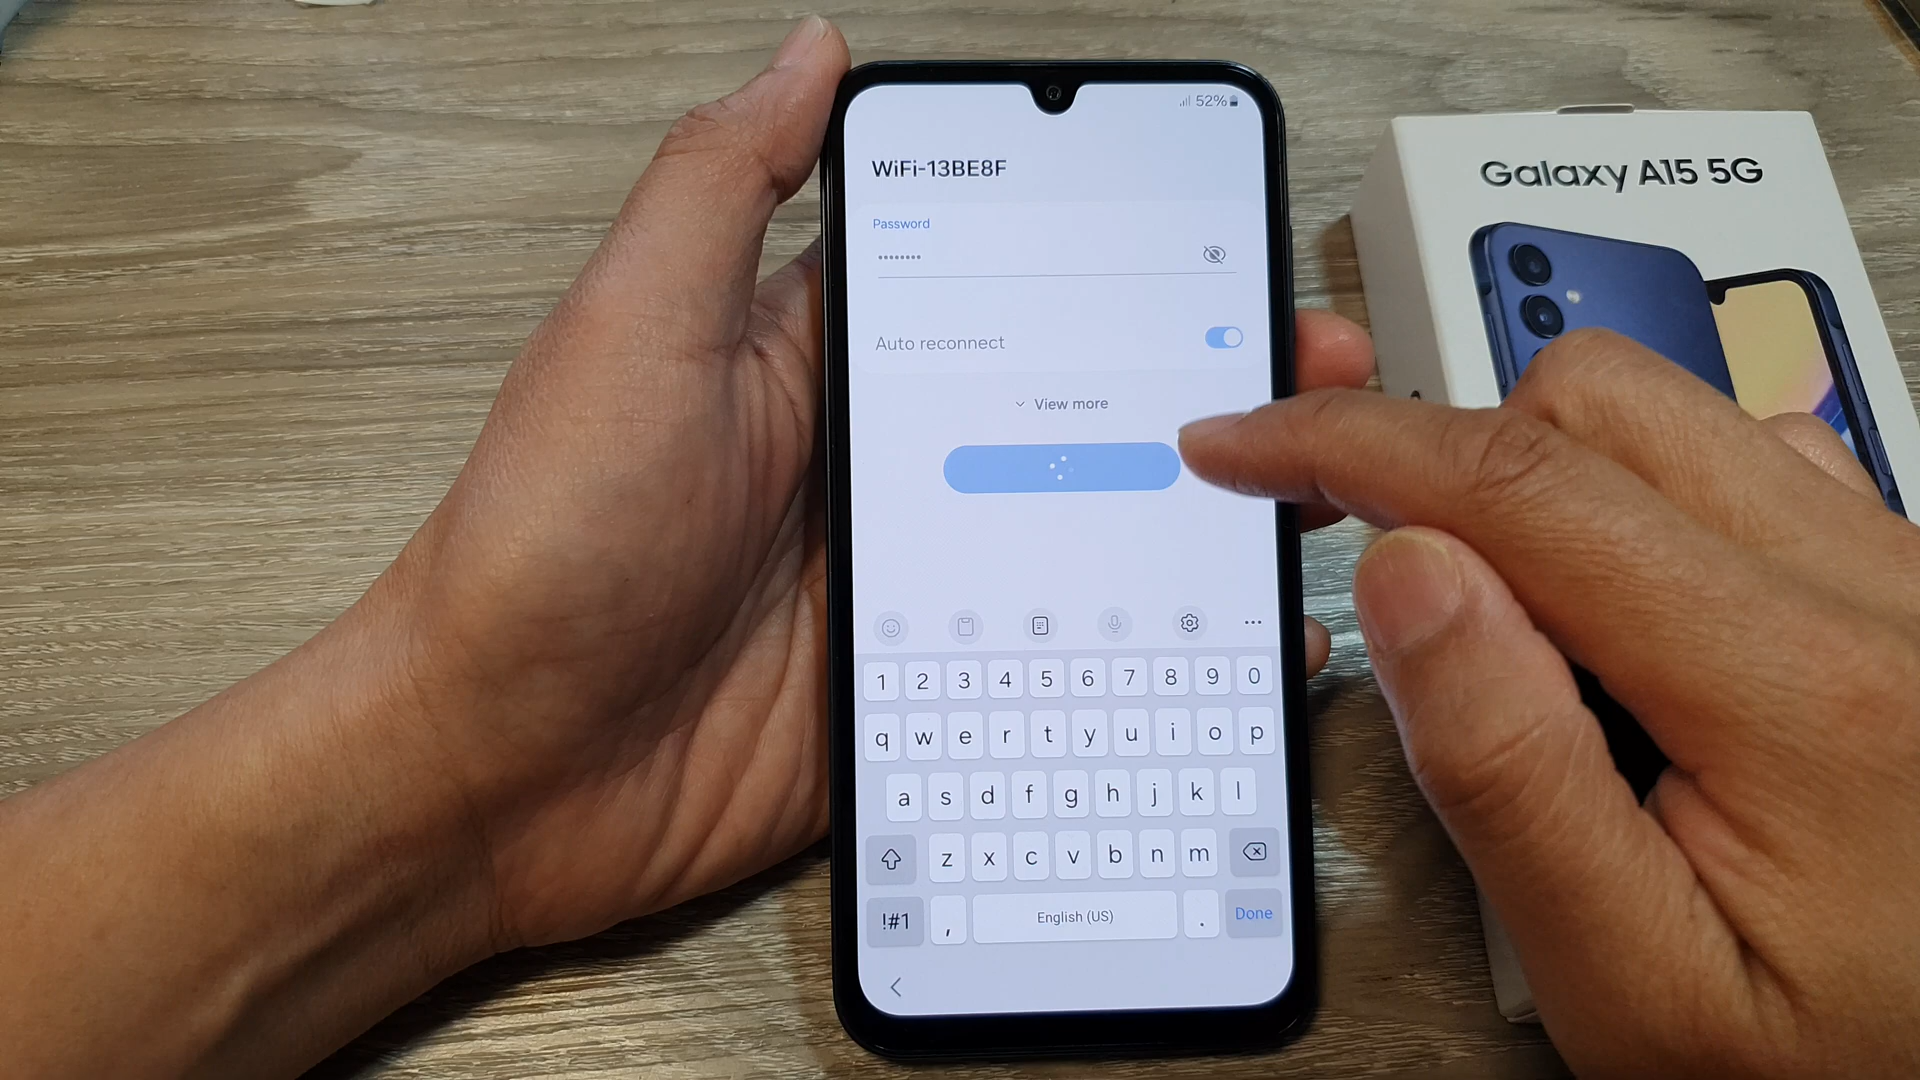 52%
WiFi-13BE8F
Galaxy A15 5G
Password
••••••••
Auto reconnect
View more
1 2 3 4 5 6 7 8 9 0
q w e r t y u i o p
a s d f g h j k l
z x c v b n m
!#1 , English (US) . Done